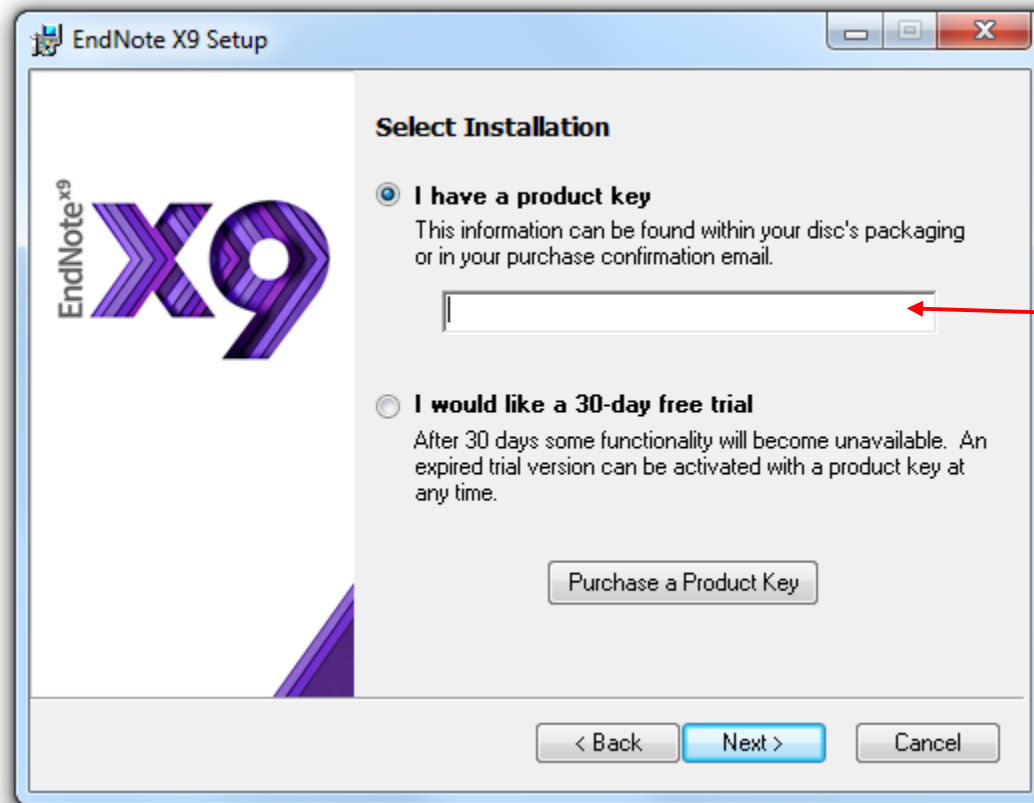 EndNote X9 Setup
EndNote x9
X9
Select Installation
I have a product key
This information can be found within your disc's packaging
or in your purchase confirmation email.
I would like a 30-day free trial
After 30 days some functionality will become unavailable.  An
expired trial version can be activated with a product key at
any time.
Purchase a Product Key
< Back
Next >
Cancel